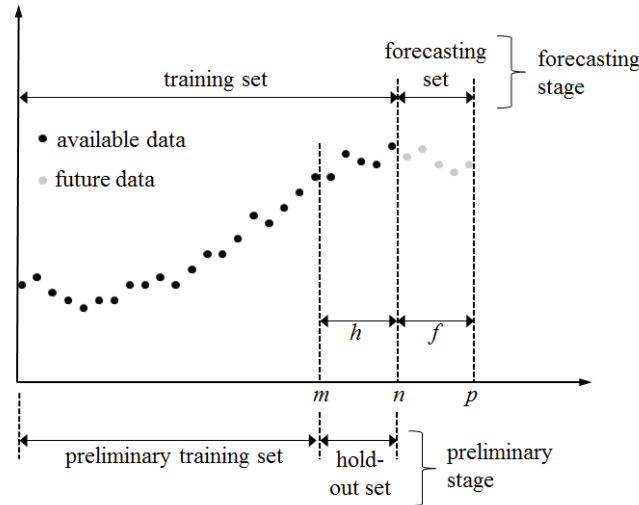 forecasting
set
training set
forecasting
stage
available data
future data
h
f
m
n
p
preliminary training set
hold-
out set
preliminary
stage